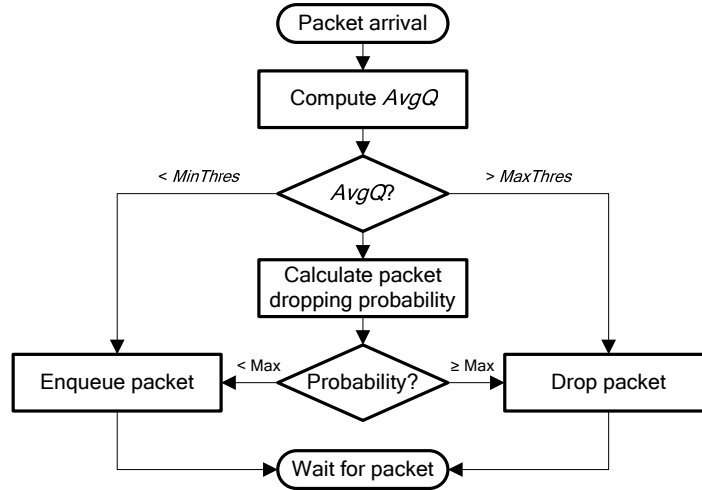 Packet arrival
Compute AvgQ
< MinThres
AvgQ?
> MaxThres
Calculate packet
dropping probability
Enqueue packet
< Max
Probability?
≥ Max
Drop packet
Wait for packet